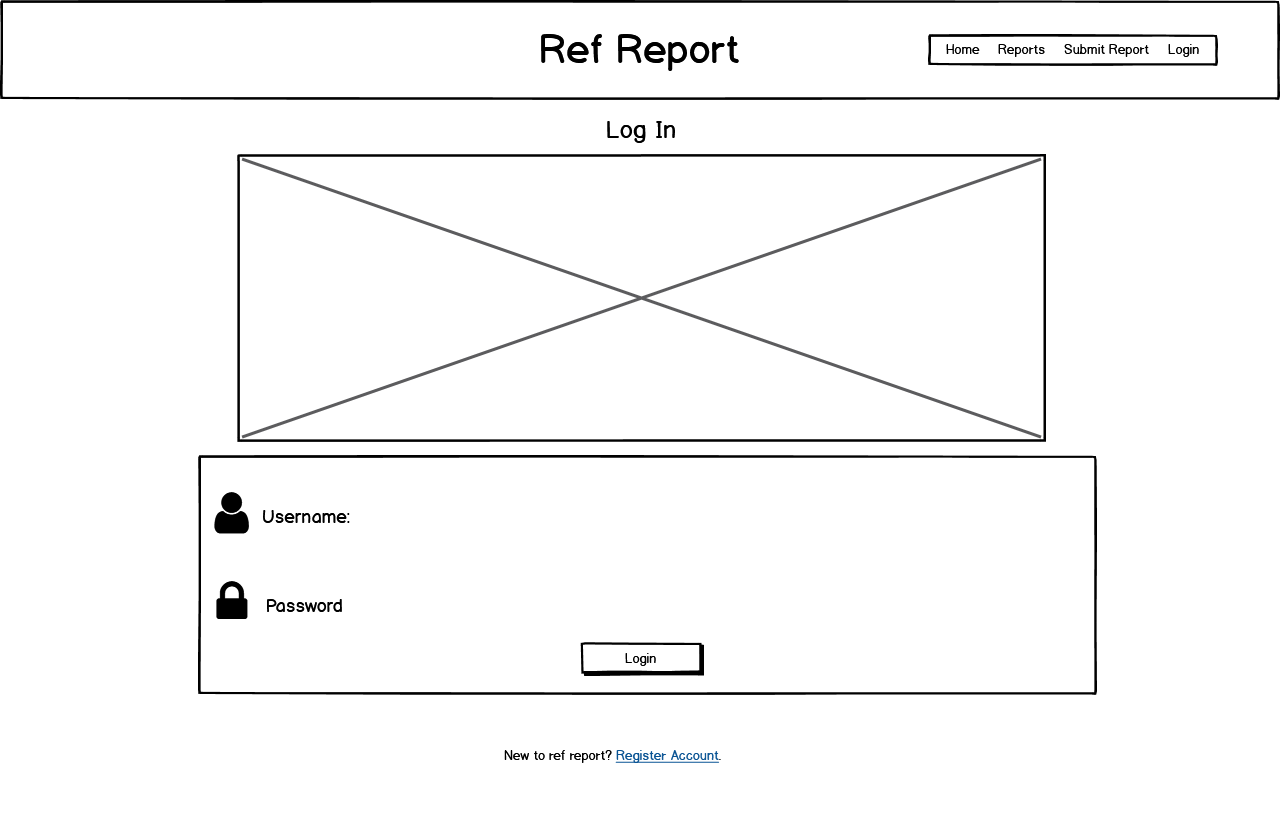 Ref Report
Home Reports Submit Report Login
Log In
Username:
Password
Login
New to ref report? Register Account.